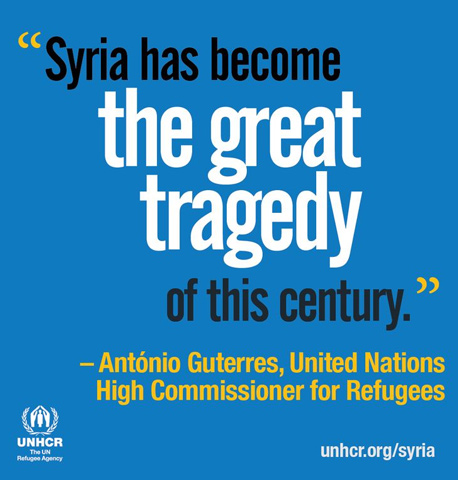 “Syria has become
the great
tragedy
of this century.”
– António Guterres, United Nations
High Commissioner for Refugees
UNHCR
The UN
Refugee Agency
unhcr.org/syria